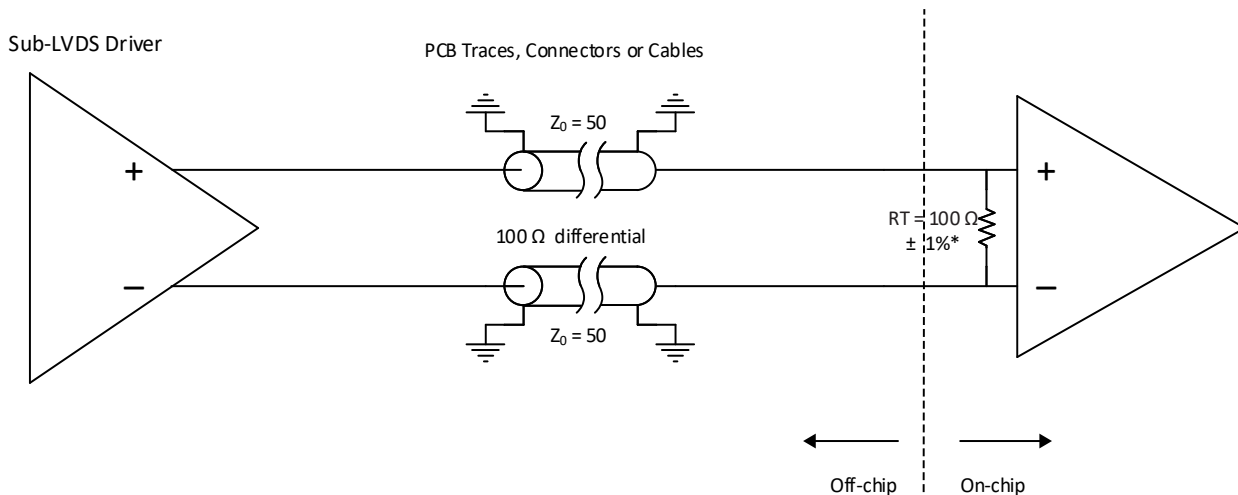 Sub-LVDS Driver
PCB Traces, Connectors or Cables
Z0 = 50
+
+
RT = 100 Ω
± 1%*
100 Ω differential
−
−
Z0 = 50
Off-chip
On-chip